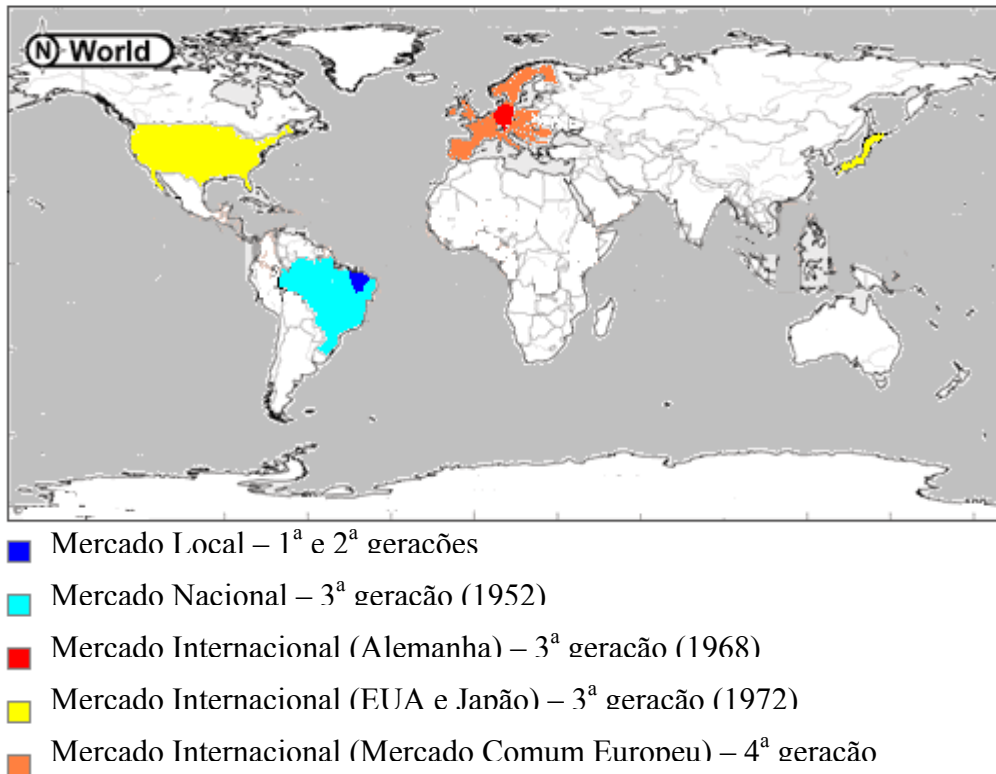 N World
Mercado Local – 1ª e 2ª gerações
Mercado Nacional – 3ª geração (1952)
Mercado Internacional (Alemanha) – 3ª geração (1968)
Mercado Internacional (EUA e Japão) – 3ª geração (1972)
Mercado Internacional (Mercado Comum Europeu) – 4ª geração